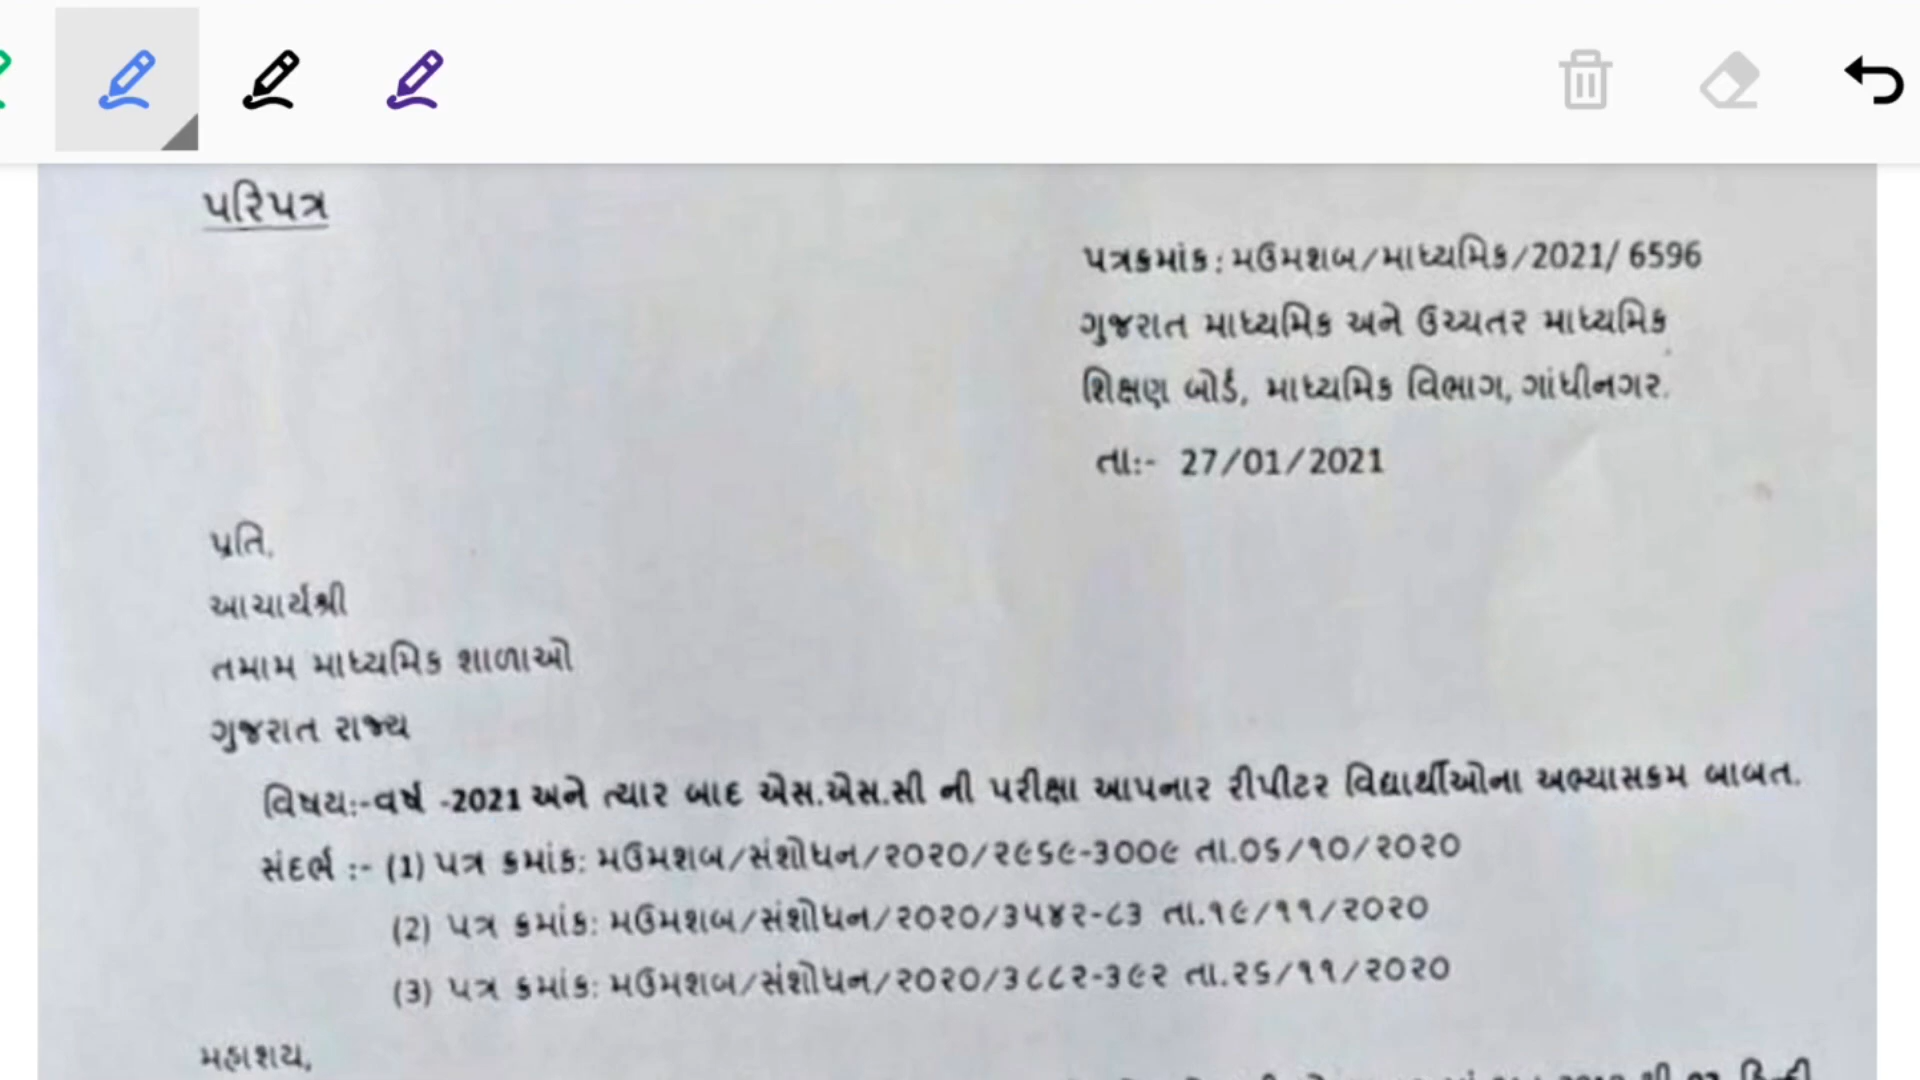 પરિપત્ર
પત્રક્રમાંક: મઉમશબ/માધ્યમિક/2021/ 6596
ગુજરાત માધ્યમિક અને ઉચ્ચતર માધ્યમિક
શિક્ષણ બોર્ડ, માધ્યમિક વિભાગ, ગાંધીનગર.
તા:- 27/01/2021
પ્રતિ,
આચાર્યશ્રી
તમામ માધ્યમિક શાળાઓ
ગુજરાત રાજ્ય
વિષય:-વર્ષ -2021 અને ત્યાર બાદ એસ.એસ.સી ની પરીક્ષા આપનાર રીપીટર વિદ્યાર્થીઓના અભ્યાસક્રમ બાબત.
સંદર્ભ :- (1) પત્ર ક્રમાંક: મઉમશબ/સંશોધન/૨૦૨૦/૨૯૬૯-૩૦૦૯ તા.૦૬/૧૦/૨૦૨૦
(2) પત્ર ક્રમાંક: મઉમશબ/સંશોધન/૨૦૨૦/૩૫૪૨-૮૩ તા.૧૯/૧૧/૨૦૨૦
(3) પત્ર ક્રમાંક: મઉમશબ/સંશોધન/૨૦૨૦/૩૮૮૨-૩૯૨ તા.૨૬/૧૧/૨૦૨૦
મહાશય,